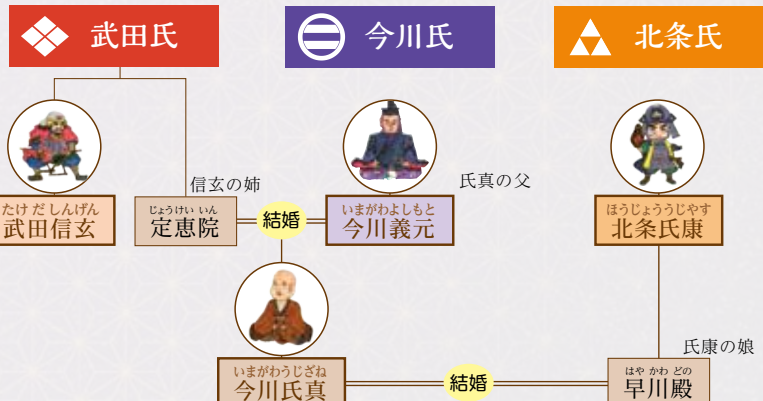 武田氏
今川氏
北条氏
信玄の姉
氏真の父
たけだしんげん
武田信玄
じょうけいいん
定恵院
結婚
いまがわよしもと
今川義元
ほうじょううじやす
北条氏康
氏康の娘
いまがわうじざね
今川氏真
結婚
はやかわどの
早川殿